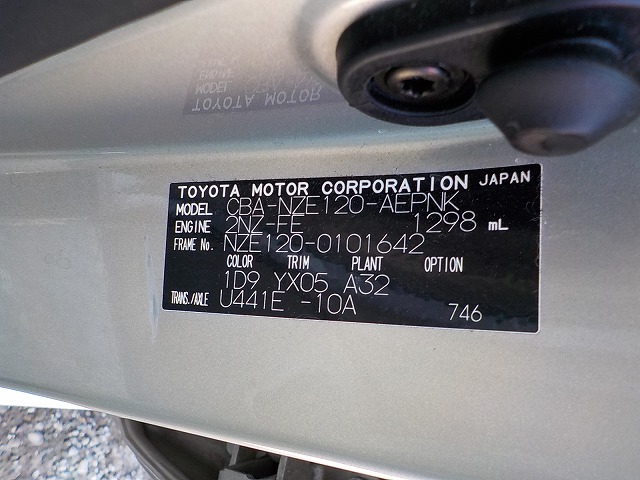 TOYOTA MOTOR CORPORATION JAPAN
MODEL CBA-NZE120-AEPNK
ENGINE 2NZ-FE 1298 mL
FRAME No. NZE120-0101642
COLOR TRIM PLANT OPTION
1D9 YX05 A32
TRANS./AXLE U441E -10A
746